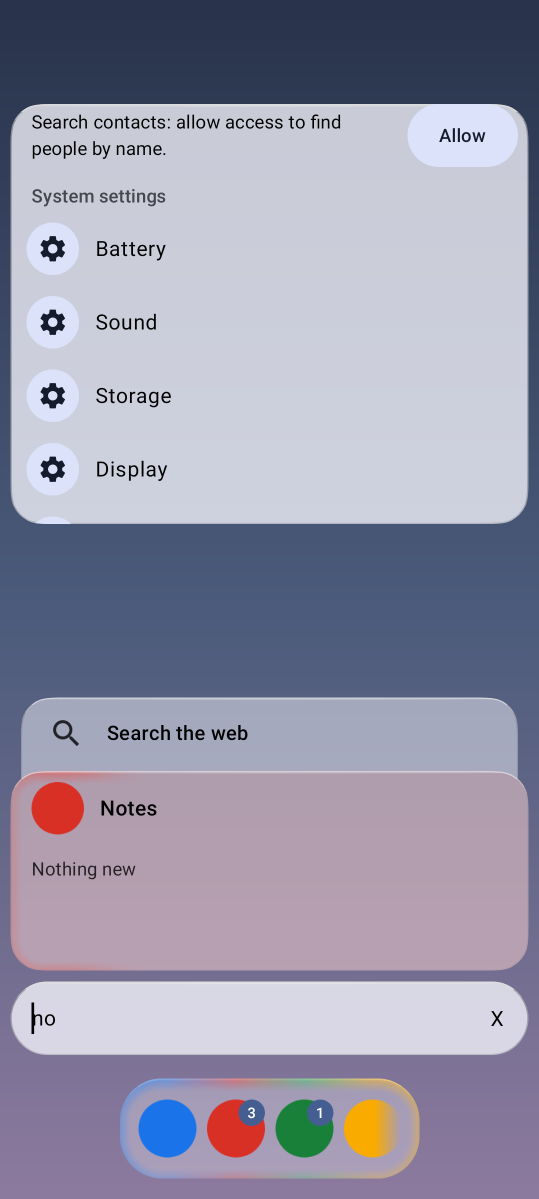 Search contacts: allow access to find
people by name.
Allow
System settings
Battery
Sound
Storage
Display
Search the web
Notes
Nothing new
no
X
3
1